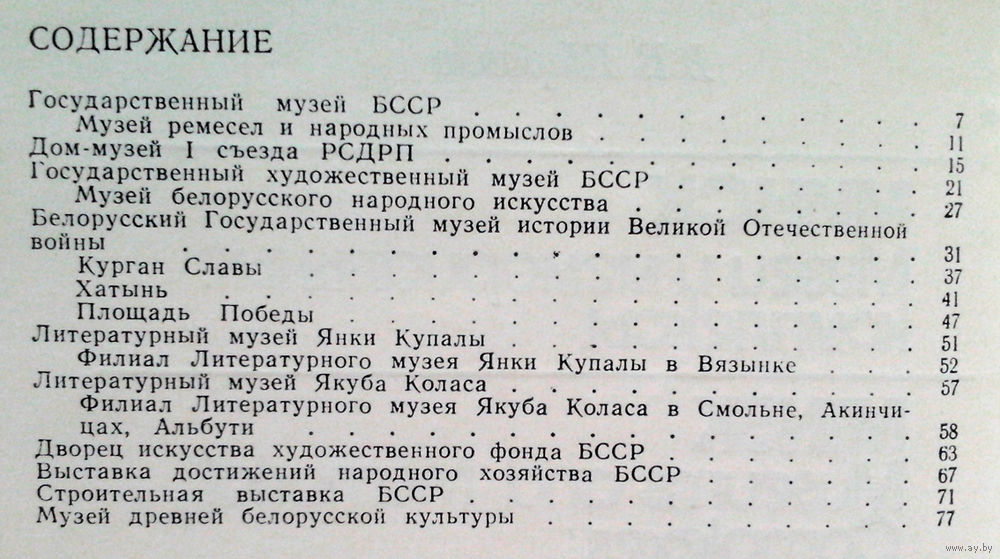 СОДЕРЖАНИЕ
Государственный музей БССР . . . . . . . . . . . 7
Музей ремесел и народных промыслов . . . . . . . 11
Дом-музей I съезда РСДРП . . . . . . . . . . . 15
Государственный художественный музей БССР . . . . . . 21
Музей белорусского народного искусства . . . . . . . 27
Белорусский Государственный музей истории Великой Отечественной
войны . . . . . . . . . . . . . . . . 31
Курган Славы . . . . . . . . . . . . . 37
Хатынь . . . . . . . . . . . . . . . 41
Площадь Победы . . . . . . . . . . . . 47
Литературный музей Янки Купалы . . . . . . . . . 51
Филиал Литературного музея Янки Купалы в Вязынке . . . 52
Литературный музей Якуба Коласа . . . . . . . . . 57
Филиал Литературного музея Якуба Коласа в Смольне, Акинчи-
цах, Альбути . . . . . . . . . . . . . 58
Дворец искусства художественного фонда БССР . . . . . . 63
Выставка достижений народного хозяйства БССР . . . . . 67
Строительная выставка БССР . . . . . . . . . . . 71
Музей древней белорусской культуры . . . . . . . . 77
www.ay.by